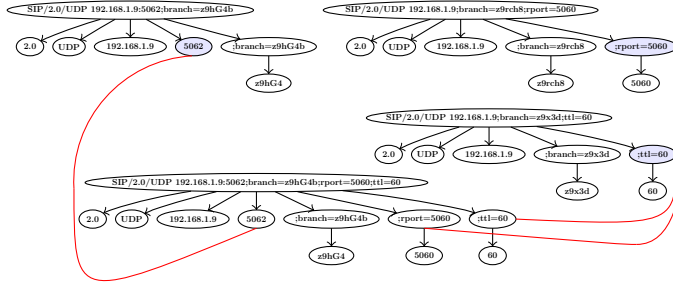 SIP/2.0/UDP 192.168.1.9:5062;branch=z9hG4b
2.0 UDP 192.168.1.9 5062 ;branch=z9hG4b
z9hG4
SIP/2.0/UDP 192.168.1.9;branch=z9rch8;rport=5060
2.0 UDP 192.168.1.9 ;branch=z9rch8 ;rport=5060
z9rch8 5060
SIP/2.0/UDP 192.168.1.9;branch=z9x3d;ttl=60
2.0 UDP 192.168.1.9 ;branch=z9x3d ;ttl=60
z9x3d 60
SIP/2.0/UDP 192.168.1.9:5062;branch=z9hG4b;rport=5060;ttl=60
2.0 UDP 192.168.1.9 5062 ;branch=z9hG4b ;rport=5060 ;ttl=60
z9hG4 5060 60